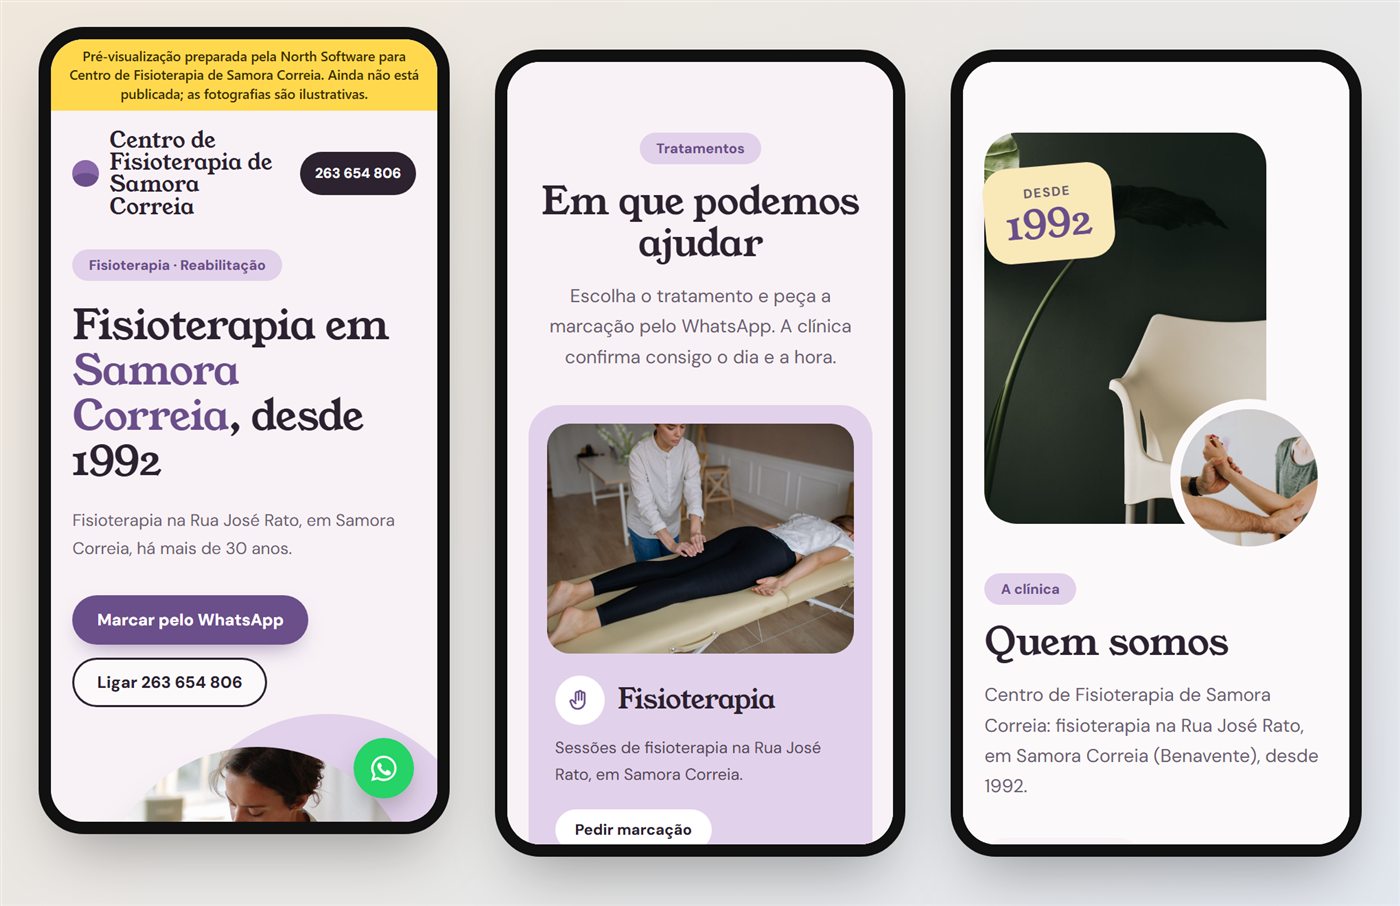 Pré-visualização preparada pela North Software para
Centro de Fisioterapia de Samora Correia. Ainda não está
publicada; as fotografias são ilustrativas.
Centro de
Fisioterapia de
Samora
Correia
263 654 806
Fisioterapia · Reabilitação
Fisioterapia em
Samora
Correia, desde
1992
Fisioterapia na Rua José Rato, em Samora
Correia, há mais de 30 anos.
Marcar pelo WhatsApp
Ligar 263 654 806
Tratamentos
Em que podemos
ajudar
Escolha o tratamento e peça a
marcação pelo WhatsApp. A clínica
confirma consigo o dia e a hora.
Fisioterapia
Sessões de fisioterapia na Rua José
Rato, em Samora Correia.
Pedir marcação
DESDE
1992
A clínica
Quem somos
Centro de Fisioterapia de Samora
Correia: fisioterapia na Rua José Rato,
em Samora Correia (Benavente), desde
1992.